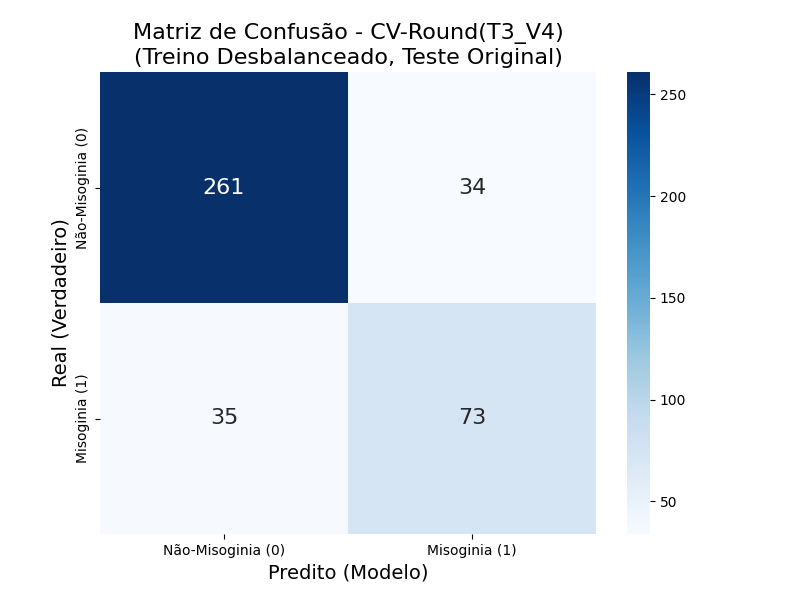 Matriz de Confusão - CV-Round(T3_V4)
(Treino Desbalanceado, Teste Original)
Real (Verdadeiro)
Não-Misoginia (0)
Misoginia (1)
261
34
35
73
Não-Misoginia (0)
Misoginia (1)
Predito (Modelo)
250
200
150
100
50